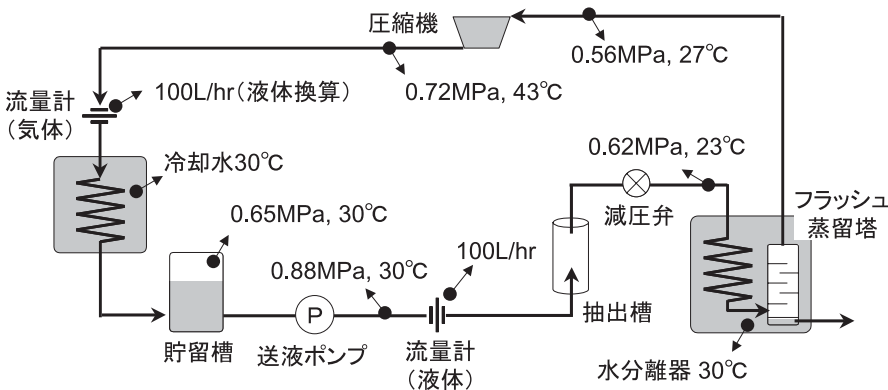 圧縮機
0.56MPa, 27℃
0.72MPa, 43℃
100L/hr（液体換算）
流量計
（気体）
冷却水30℃
0.65MPa, 30℃
0.88MPa, 30℃
100L/hr
0.62MPa, 23℃
減圧弁
フラッシュ
蒸留塔
P
貯留槽
送液ポンプ
流量計
（液体）
抽出槽
水分離器 30℃